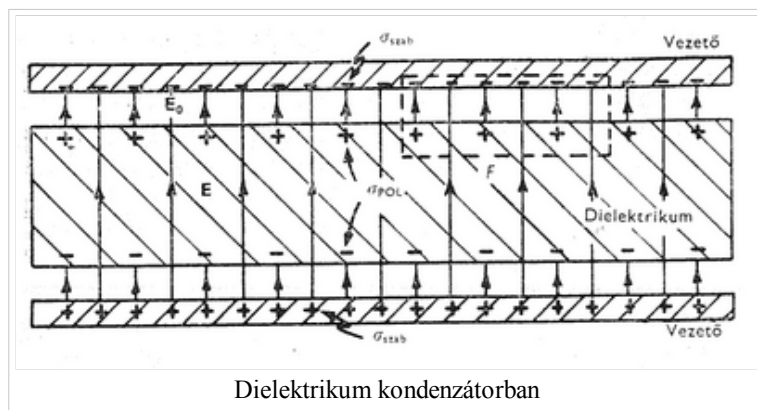 σszab
Vezető
E₀
F
E
σPOL.
Dielektrikum
σszab
Vezető
Dielektrikum kondenzátorban